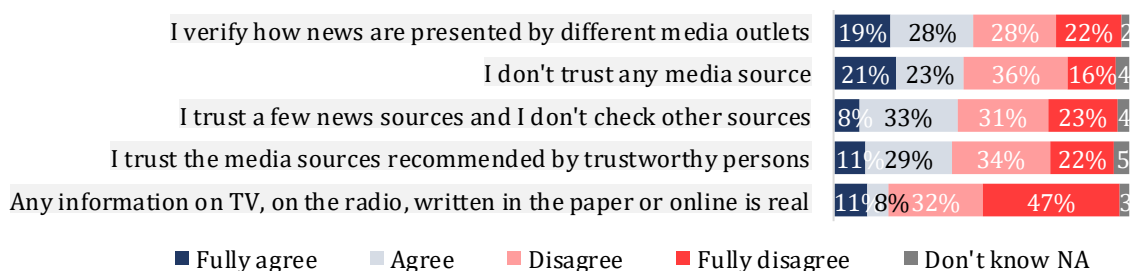 I verify how news are presented by different media outlets 19% 28% 28% 22% 2
I don't trust any media source 21% 23% 36% 16% 4
I trust a few news sources and I don't check other sources 8% 33% 31% 23% 4
I trust the media sources recommended by trustworthy persons 11% 29% 34% 22% 5
Any information on TV, on the radio, written in the paper or online is real 11% 8% 32% 47% 3
Fully agree Agree Disagree Fully disagree Don't know NA